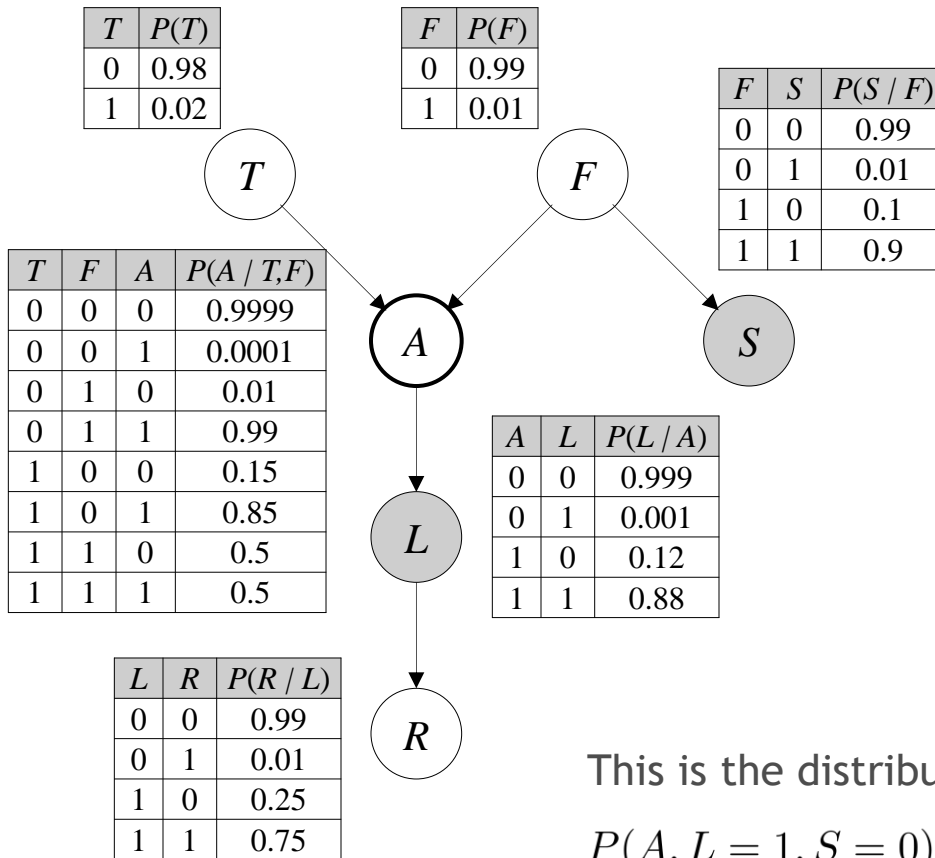 T P(T)
0 0.98
1 0.02
F P(F)
0 0.99
1 0.01
F S P(S / F)
0 0 0.99
0 1 0.01
1 0 0.1
1 1 0.9
T
F
T F A P(A / T,F)
0 0 0 0.9999
0 0 1 0.0001
0 1 0 0.01
0 1 1 0.99
1 0 0 0.15
1 0 1 0.85
1 1 0 0.5
1 1 1 0.5
A
S
A L P(L / A)
0 0 0.999
0 1 0.001
1 0 0.12
1 1 0.88
L
L R P(R / L)
0 0 0.99
0 1 0.01
1 0 0.25
1 1 0.75
R
This is the distribu
P(A, L = 1, S = 0)